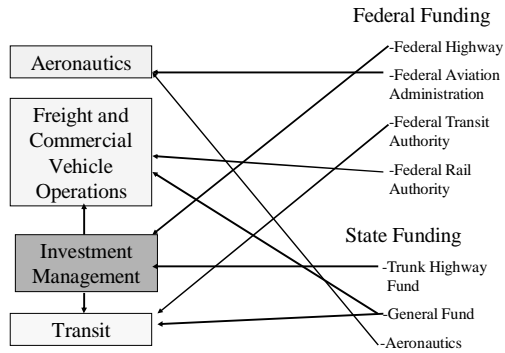 Federal Funding
-Federal Highway
Aeronautics
-Federal Aviation
Administration
Freight and
Commercial
Vehicle
Operations
-Federal Transit
Authority
-Federal Rail
Authority
State Funding
Investment
Management
-Trunk Highway
Fund
-General Fund
Transit
-Aeronautics